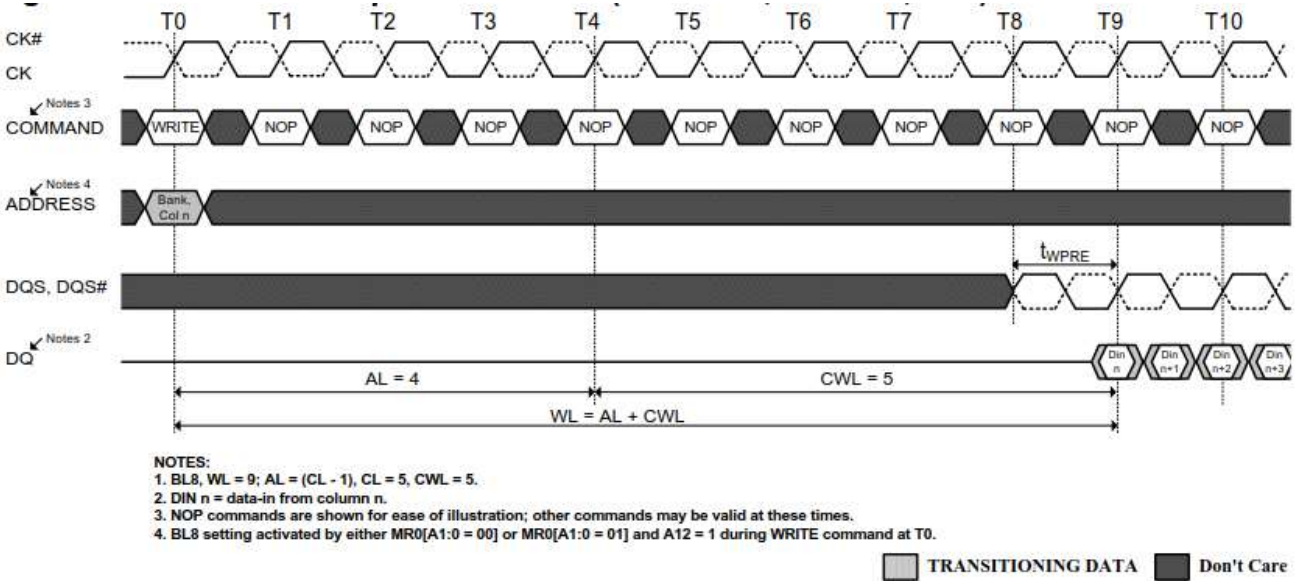 T0 T1 T2 T3 T4 T5 T6 T7 T8 T9 T10
CK#
CK
Notes 3
COMMAND WRITE NOP NOP NOP NOP NOP NOP NOP NOP NOP NOP
Notes 4
ADDRESS Bank,
Col n
tWPRE
DQS, DQS#
Notes 2
DQ Din n Din n+1 Din n+2 Din n+3
AL = 4 CWL = 5
WL = AL + CWL
NOTES:
1. BL8, WL = 9; AL = (CL - 1), CL = 5, CWL = 5.
2. DIN n = data-in from column n.
3. NOP commands are shown for ease of illustration; other commands may be valid at these times.
4. BL8 setting activated by either MR0[A1:0 = 00] or MR0[A1:0 = 01] and A12 = 1 during WRITE command at T0.
TRANSITIONING DATA Don't Care